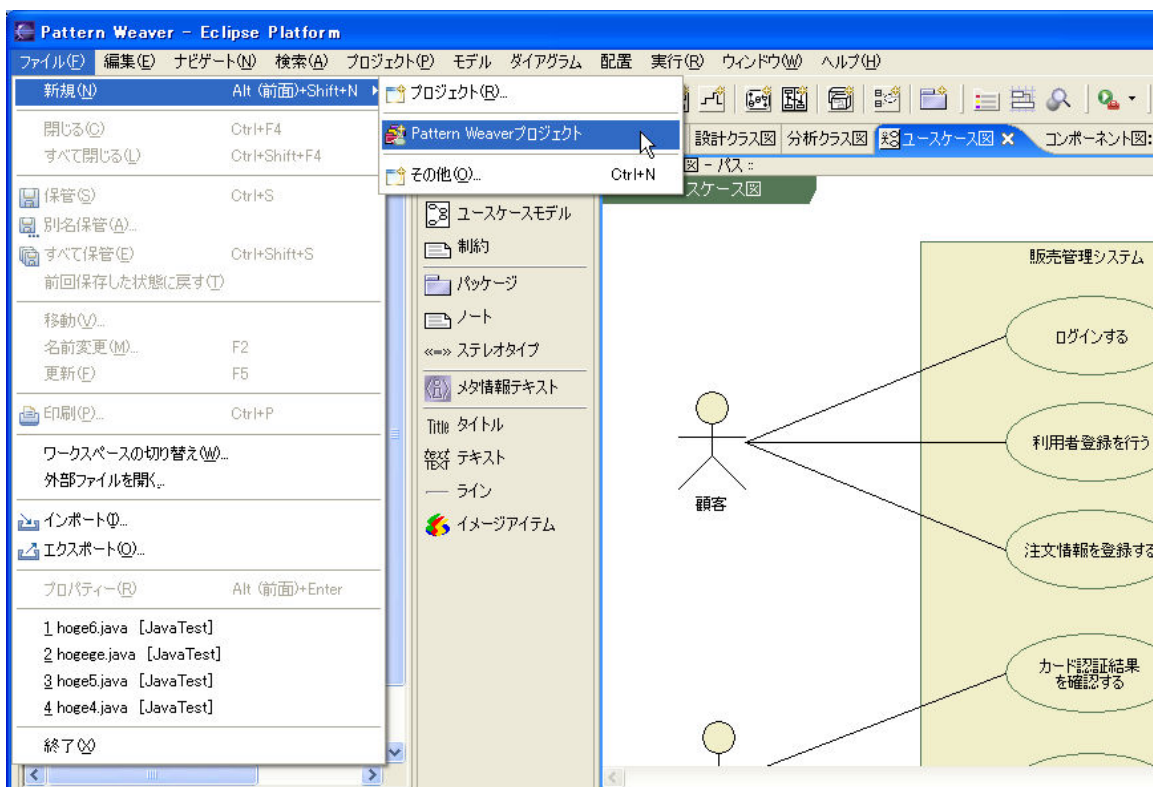 Pattern Weaver - Eclipse Platform
ファイル(F) 編集(E) ナビゲート(N) 検索(A) プロジェクト(P) モデル ダイアグラム 配置 実行(R) ウィンドウ(W) ヘルプ(H)
新規(N) Alt (前面)+Shift+N
閉じる(C) Ctrl+F4
すべて閉じる(L) Ctrl+Shift+F4
保管(S) Ctrl+S
別名保管(A)...
すべて保管(E) Ctrl+Shift+S
前回保存した状態に戻す(T)
移動(V)...
名前変更(M)... F2
更新(F) F5
印刷(P)... Ctrl+P
ワークスペースの切り替え(W)...
外部ファイルを開く...
インポート(I)...
エクスポート(O)...
プロパティー(R) Alt (前面)+Enter
1 hoge6.java [JavaTest]
2 hogege.java [JavaTest]
3 hoge5.java [JavaTest]
4 hoge4.java [JavaTest]
終了(X)
プロジェクト(R)...
Pattern Weaverプロジェクト
その他(O)... Ctrl+N
設計クラス図 分析クラス図 ユースケース図 コンポーネント図:
図 - パス ::
スケース図
ユースケースモデル
制約
パッケージ
ノート
«=» ステレオタイプ
メタ情報テキスト
Title タイトル
text TEXT テキスト
ライン
イメージアイテム
販売管理システム
ログインする
利用者登録を行う
顧客
注文情報を登録する
カード認証結果
を確認する